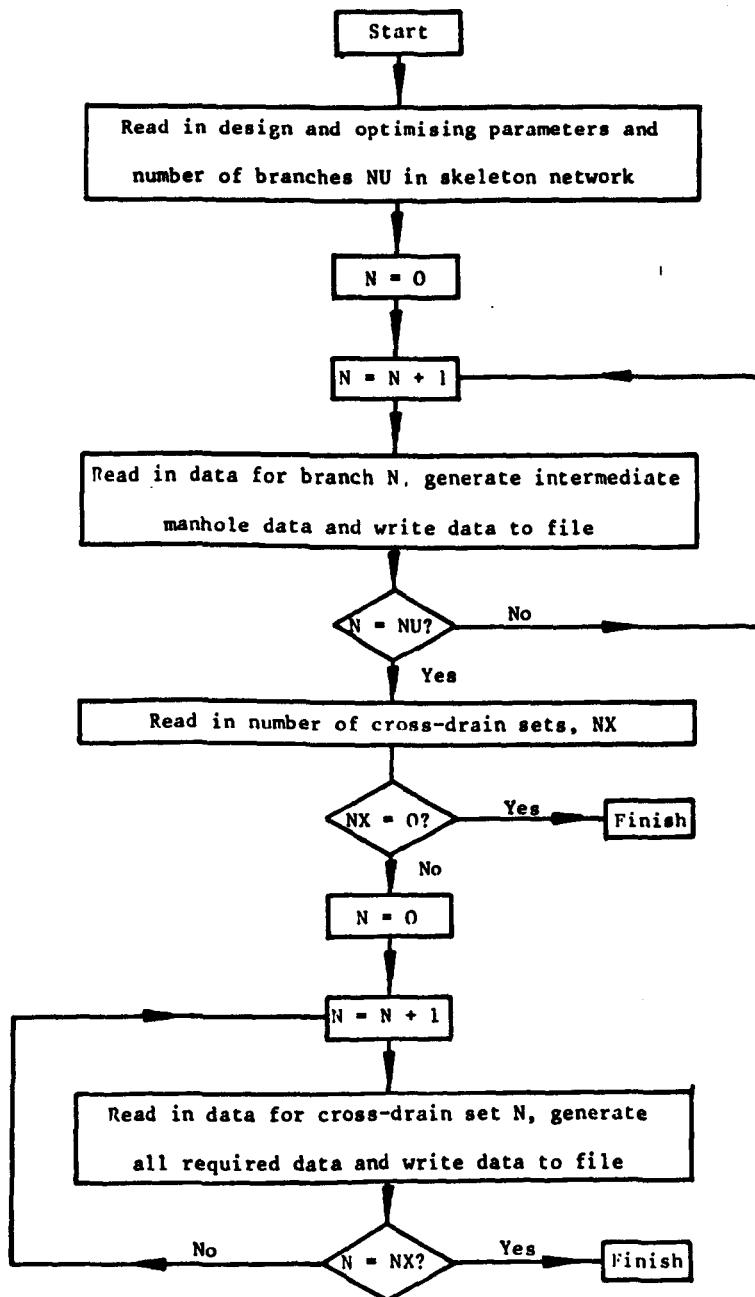 Start
Read in design and optimising parameters and
number of branches NU in skeleton network
N = 0
N = N + 1
Read in data for branch N, generate intermediate
manhole data and write data to file
N = NU?
No
Yes
Read in number of cross-drain sets, NX
NX = 0?
Yes
Finish
No
N = 0
N = N + 1
Read in data for cross-drain set N, generate
all required data and write data to file
No
N = NX?
Yes
Finish